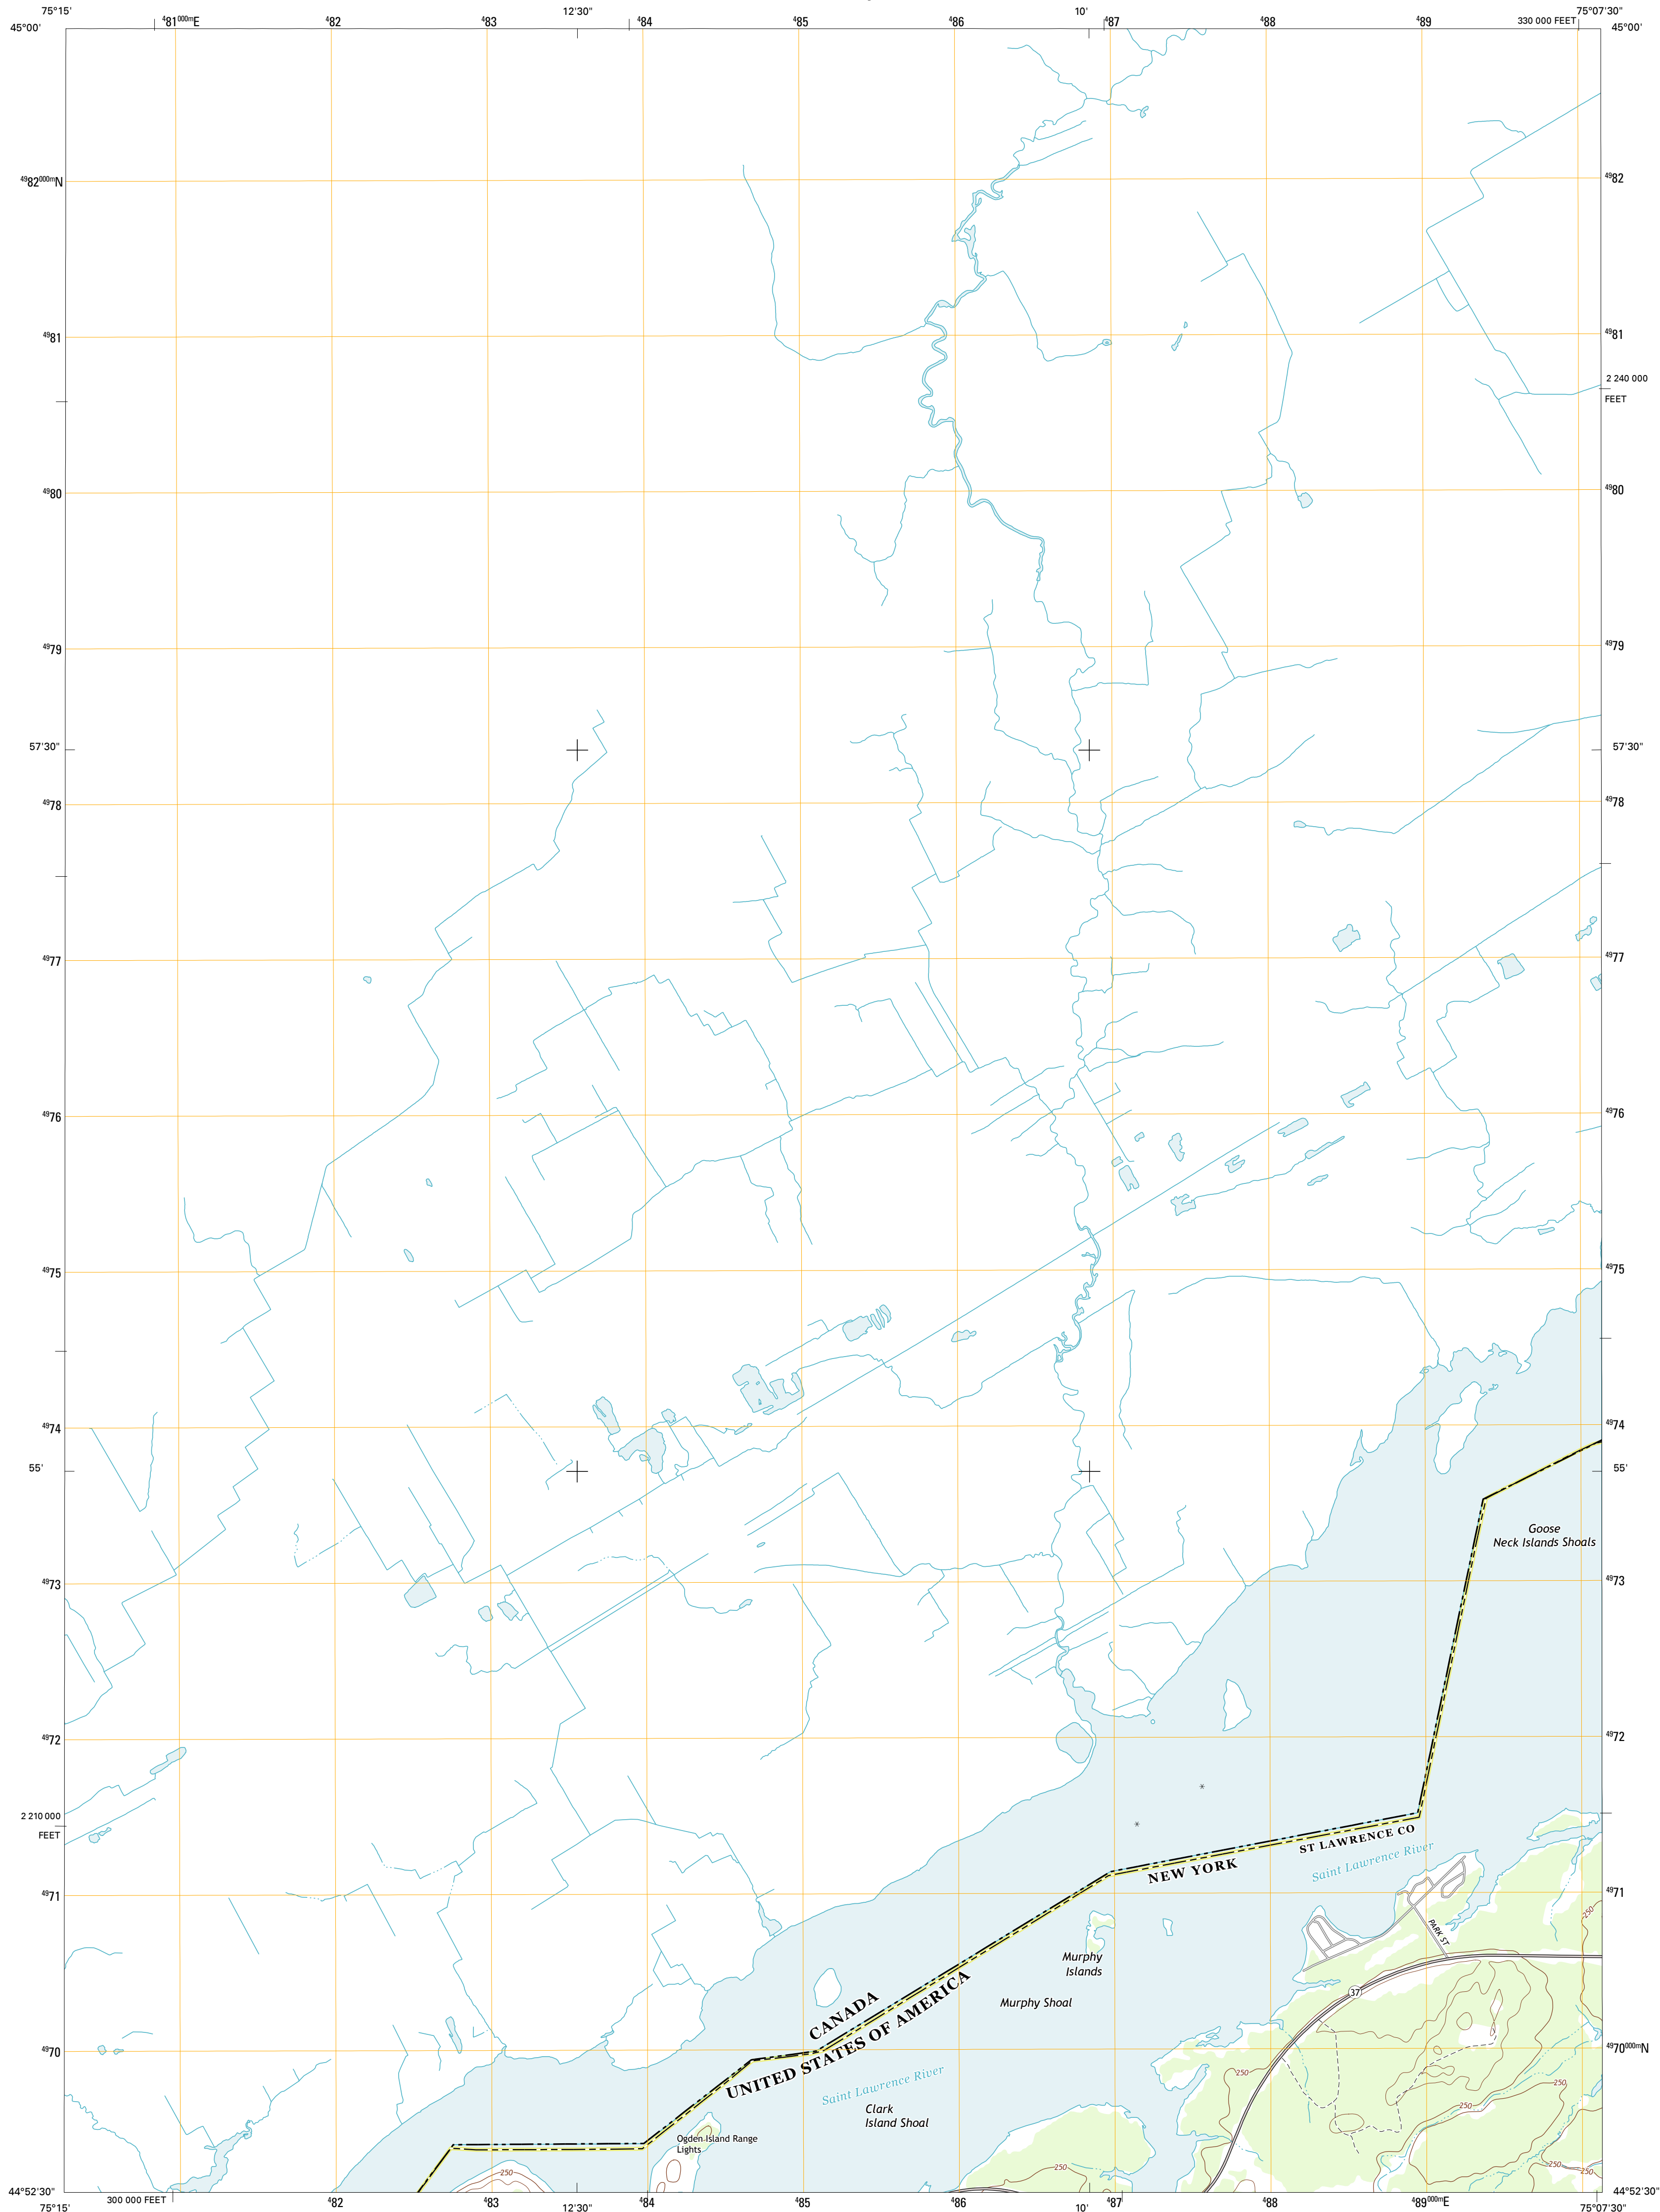 75°15' 12'30" 10' 75°07'30"
45°00' ⁴81⁰⁰⁰ᵐE ⁴82 ⁴83 ⁴84 ⁴85 ⁴86 ⁴87 ⁴88 ⁴89 330 000 FEET 45°00'
⁴⁹82⁰⁰⁰ᵐN ⁴⁹82
⁴⁹81 ⁴⁹81
2 240 000
FEET
⁴⁹80 ⁴⁹80
⁴⁹79 ⁴⁹79
57'30" 57'30"
⁴⁹78 ⁴⁹78
⁴⁹77 ⁴⁹77
⁴⁹76 ⁴⁹76
⁴⁹75 ⁴⁹75
⁴⁹74 ⁴⁹74
55' 55'
Goose
Neck Islands Shoals
⁴⁹73 ⁴⁹73
⁴⁹72 ⁴⁹72
2 210 000
FEET
ST LAWRENCE CO
NEW YORK
Saint Lawrence River
⁴⁹71 ⁴⁹71
250
PARK ST
Murphy
Islands
37
Murphy Shoal
CANADA
UNITED STATES OF AMERICA
⁴⁹70 ⁴⁹70⁰⁰⁰ᵐN
Saint Lawrence River
250
250
Clark
Island Shoal
250
Ogden Island Range
Lights
250
250
250
250
44°52'30" 300 000 FEET ⁴82 ⁴83 ⁴84 ⁴85 ⁴86 ⁴87 ⁴88 ⁴89⁰⁰⁰ᵐE 44°52'30"
75°15' 12'30" 10' 75°07'30"